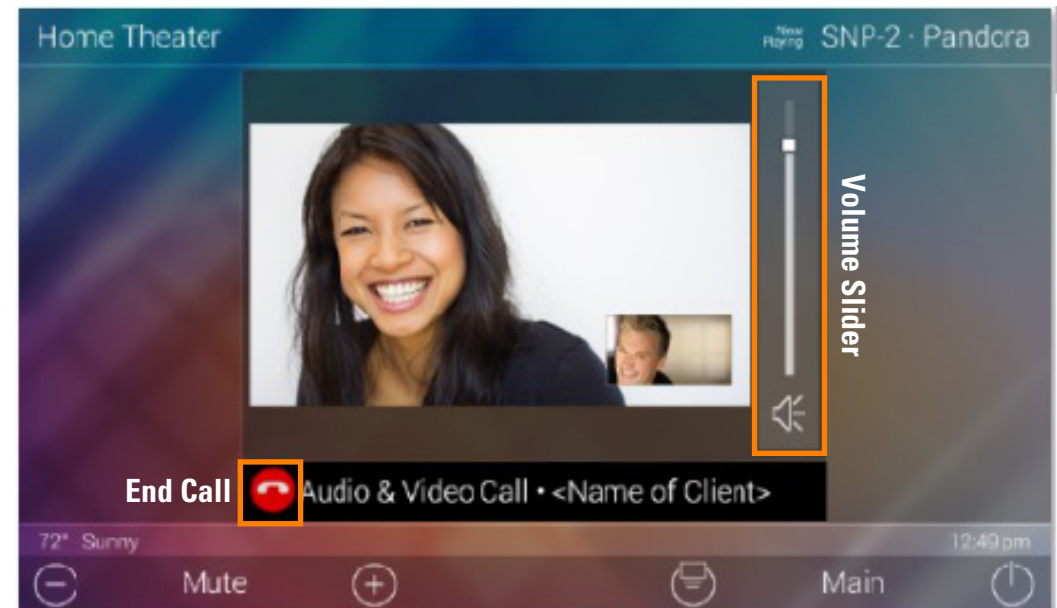 Home Theater
Now
Playing
SNP-2 · Pandora
Volume Slider
End Call
Audio & Video Call • <Name of Client>
72° Sunny
12:49 pm
Mute
Main